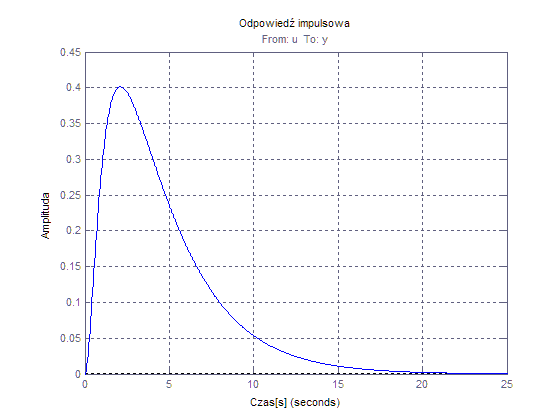 Odpowiedź impulsowa
From: u To: y
0.45
0.4
0.35
0.3
0.25
0.2
0.15
0.1
0.05
0
Amplituda
0 5 10 15 20 25
Czas[s] (seconds)